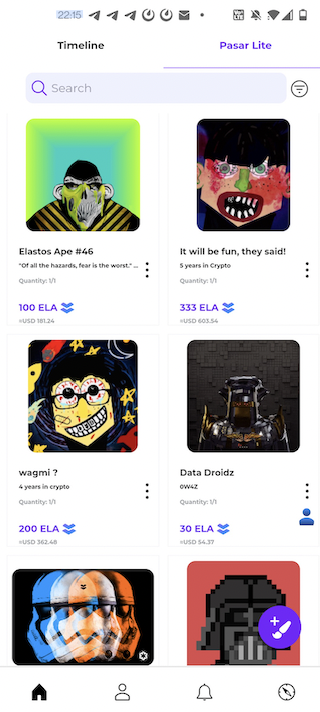 22:15
Timeline
Pasar Lite
Search
Elastos Ape #46
"Of all the hazards, fear is the worst." ...
Quantity: 1/1
100 ELA
≈USD 181.24
It will be fun, they said!
5 years in Crypto
Quantity: 1/1
333 ELA
≈USD 603.54
wagmi ?
4 years in crypto
Quantity: 1/1
200 ELA
≈USD 362.48
Data Droidz
0W4Z
Quantity: 1/1
30 ELA
≈USD 54.37